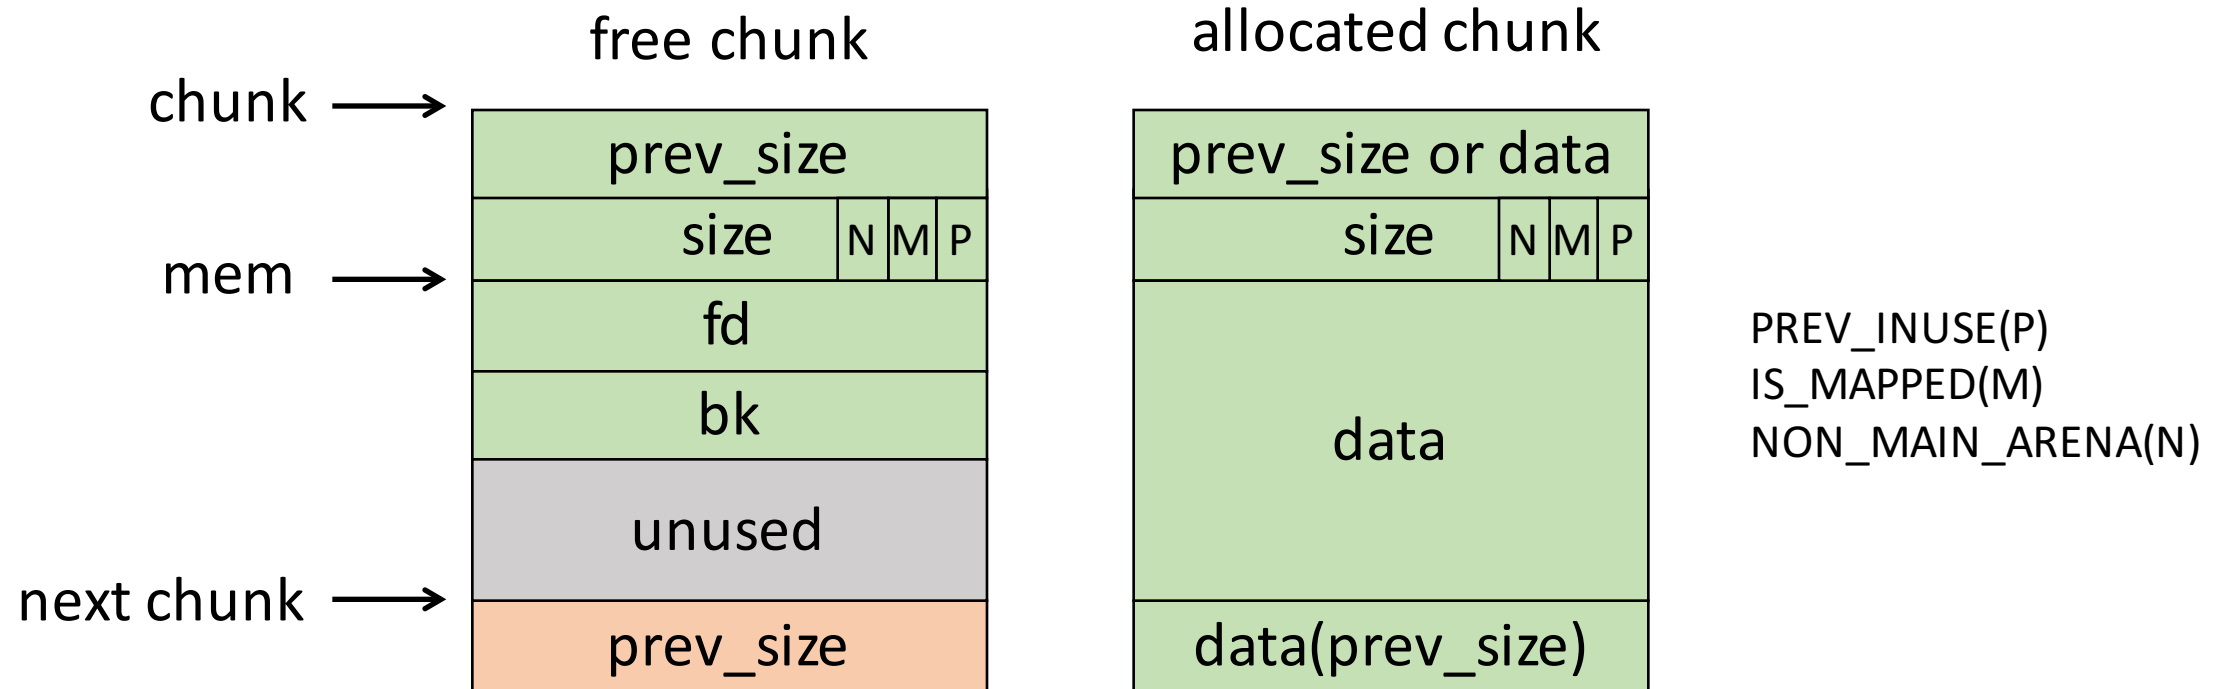 free chunk
allocated chunk
chunk
prev_size
prev_size or data
size N M P
size N M P
mem
fd
bk
unused
data
PREV_INUSE(P)
IS_MAPPED(M)
NON_MAIN_ARENA(N)
next chunk
prev_size
data(prev_size)